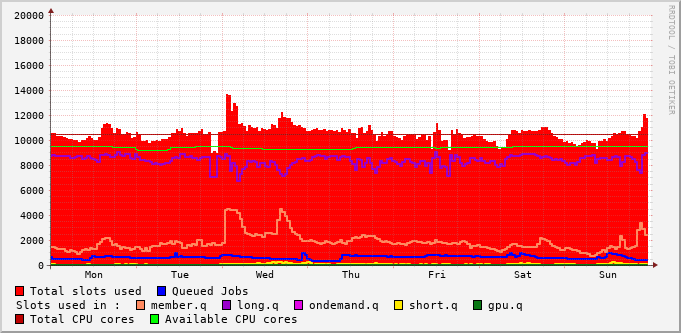 RRDTOOL / TOBI OETIKER
20000
18000
16000
14000
12000
10000
8000
6000
4000
2000
0
Mon Tue Wed Thu Fri Sat Sun
Total slots used Queued Jobs
Slots used in : member.q long.q ondemand.q short.q gpu.q
Total CPU cores Available CPU cores